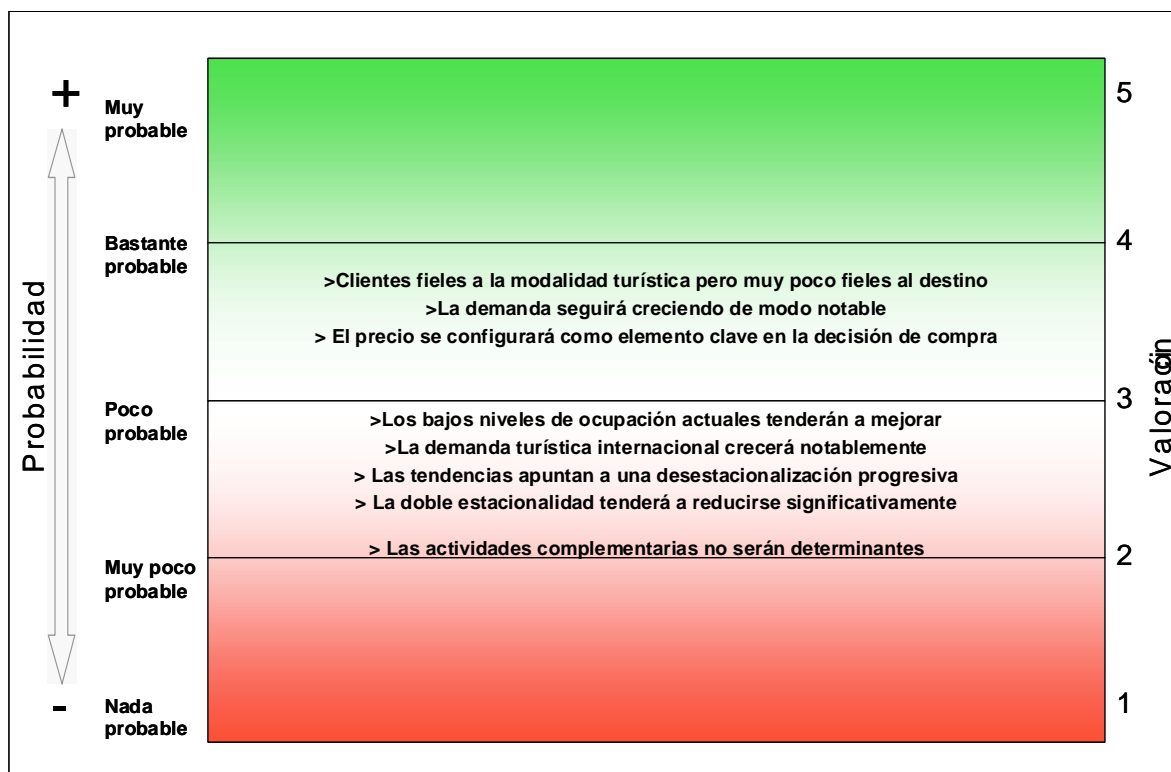 +
Muy
probable
5
Bastante
probable
4
>Clientes fieles a la modalidad turística pero muy poco fieles al destino
>La demanda seguirá creciendo de modo notable
> El precio se configurará como elemento clave en la decisión de compra
Probabilidad
Poco
probable
3
Valoración
>Los bajos niveles de ocupación actuales tenderán a mejorar
>La demanda turística internacional crecerá notablemente
> Las tendencias apuntan a una desestacionalización progresiva
> La doble estacionalidad tenderá a reducirse significativamente
> Las actividades complementarias no serán determinantes
2
Muy poco
probable
-
Nada
probable
1